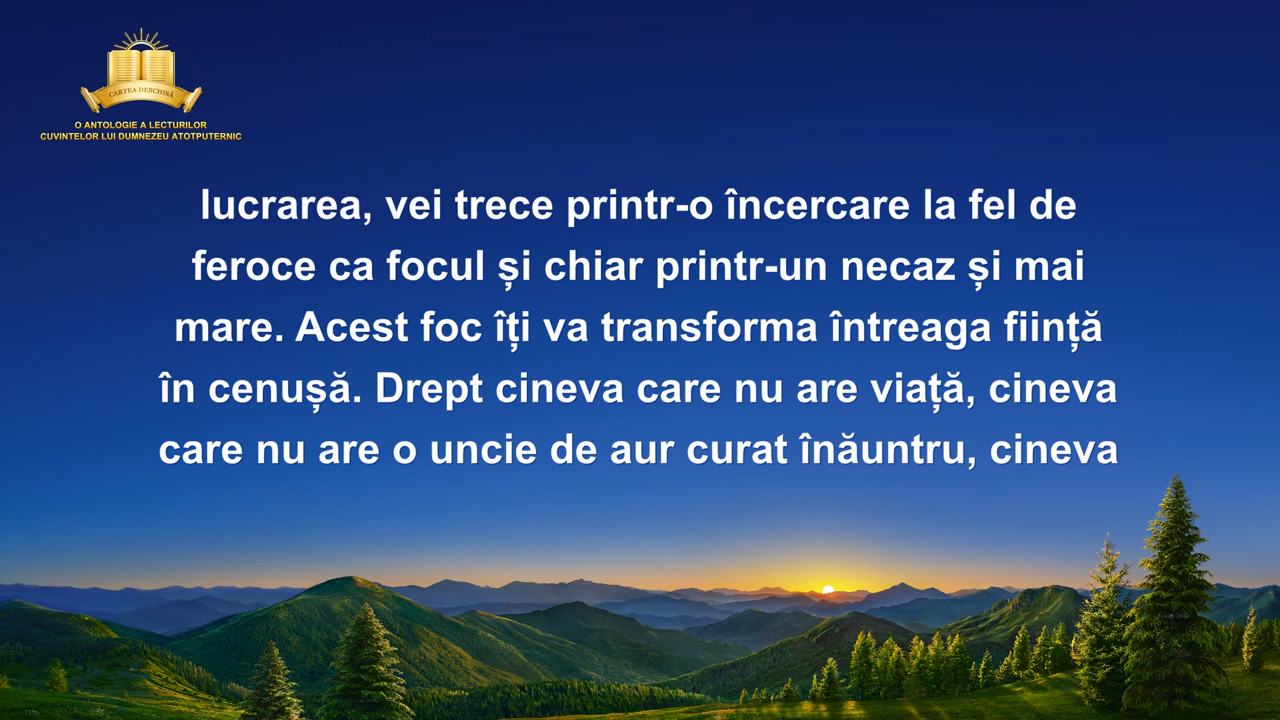 CARTEA DESCHISĂ
O ANTOLOGIE A LECTURILOR
CUVINTELOR LUI DUMNEZEU ATOTPUTERNIC
lucrarea, vei trece printr-o încercare la fel de
feroce ca focul și chiar printr-un necaz și mai
mare. Acest foc îți va transforma întreaga ființă
în cenușă. Drept cineva care nu are viață, cineva
care nu are o uncie de aur curat înăuntru, cineva